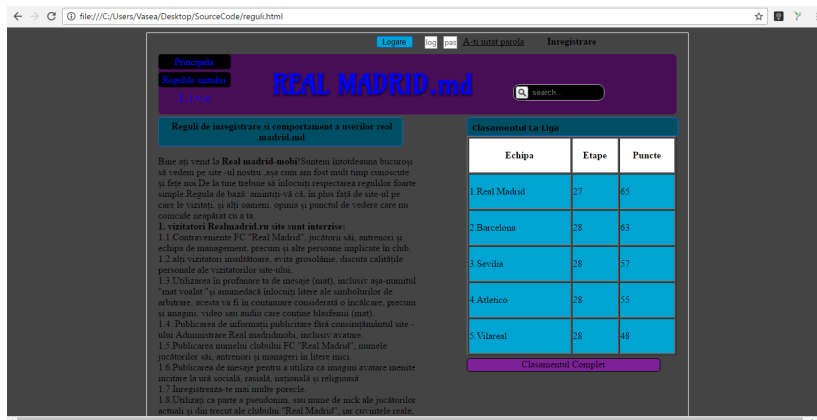 file:///C:/Users/Vasea/Desktop/SourceCode/reguli.html
Logare log pas A-ti uitat parola Inregistrare
Principala
Regulile sustului
L i v e
REAL MADRID.md
search...
Reguli de inregistrare si comportament a userilor real
madrid.md
Bine ați venit la Real madrid-mobi!Suntem întotdeauna bucuroși
să vedem pe site -ul nostru ,așa cum am fost mult timp cunoscute
și fețe noi.De la tine trebuie să înlocuiți respectarea regulilor foarte
simple.Regula de bază: amintiți-vă că, în plus față de site-ul pe
care le vizitați, și alți oameni, opinia și punctul de vedere care nu
coincide neapărat cu a ta.
1. vizitatori Realmadrid.ru site sunt interzise:
1.1.Contraveniente FC "Real Madrid", jucătorii săi, antrenori și
echipa de management, precum și alte persoane implicate în club.
1.2.alți vizitatori insultătoare, evita grosolănie, discuta calitățile
personale ale vizitatorilor site-ului.
1.3.Utilizarea în profanare ta de mesaje (mat), inclusiv așa-numitul
"mat voalat."și amanedacă înlocuiți litere ale simbolurilor de
arbitrare, acesta va fi în continuare considerată o încălcare, precum
și imagini, video sau audio care conține blasfemii (mat).
1.4. Publicarea de informații publicitare fără consimțământul site -
ului Administrare Real madridmobi, inclusiv avatare.
1.5.Publicarea numelui clubului FC "Real Madrid", numele
jucătorilor săi, antrenori și manageri în litere mici.
1.6.Publicarea de mesaje pentru a utiliza ca imagini avatare menite
incitare la ură socială, rasială, națională și religioasă.
1.7.Inregistreaza-te mai multe porecle.
1.8.Utilizați ca parte a pseudonim, sau nume de nick ale jucătorilor
actuali și din trecut ale clubului "Real Madrid", iar cuvintele reale,
Clasamentul La Liga
Echipa Etape Puncte
1.Real Madrid 27 65
2.Barcelona 28 63
3.Sevilia 28 57
4.Atletico 28 55
5.Vilareal 28 48
Clasamentul Complet